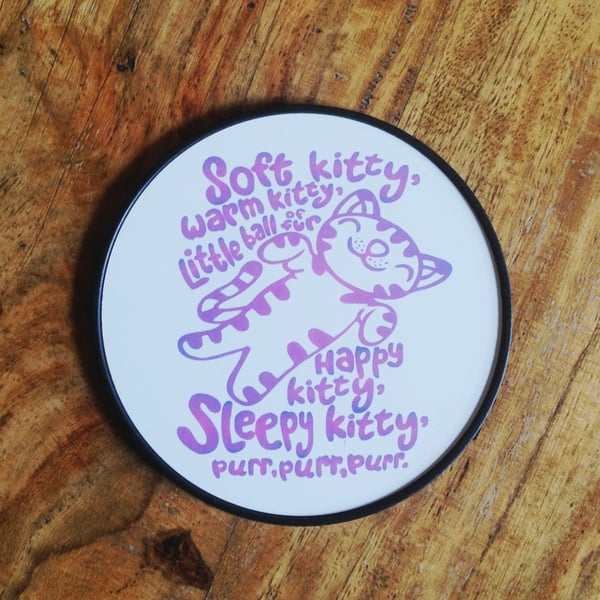 Soft kitty,
warm kitty,
Little ball of fur
Happy
kitty,
Sleepy kitty,
purr, purr, purr.